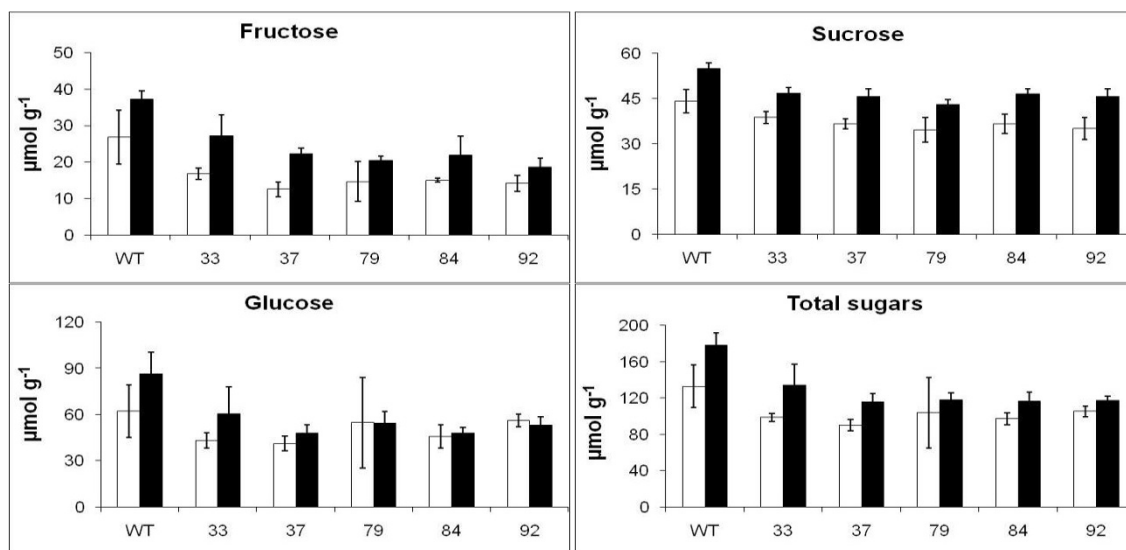 Fructose
µmol g-1
50
40
30
20
10
0
WT 33 37 79 84 92
Sucrose
µmol g-1
60
45
30
15
0
WT 33 37 79 84 92
Glucose
µmol g-1
120
90
60
30
0
WT 33 37 79 84 92
Total sugars
µmol g-1
200
160
120
80
40
0
WT 33 37 79 84 92